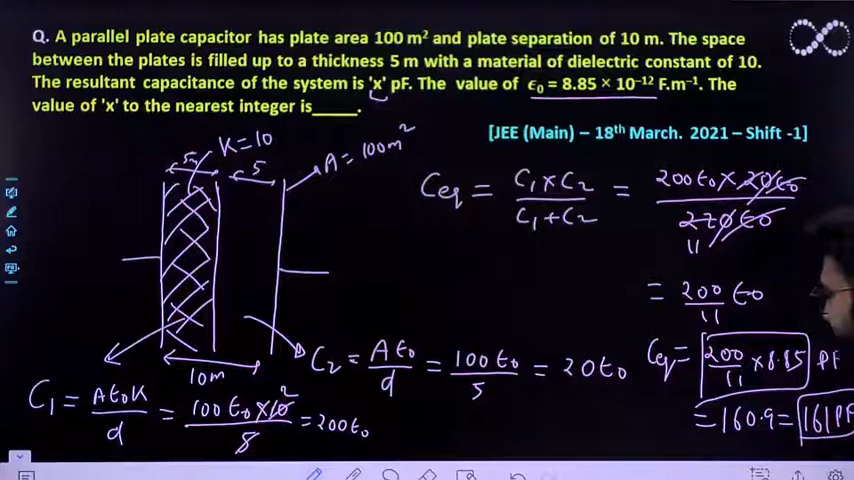 Q. A parallel plate capacitor has plate area 100 m² and plate separation of 10 m. The space
between the plates is filled up to a thickness 5 m with a material of dielectric constant of 10.
The resultant capacitance of the system is 'x' pF. The value of ϵ₀ = 8.85 × 10⁻¹² F.m⁻¹. The
value of 'x' to the nearest integer is_____.
[JEE (Main) – 18th March. 2021 – Shift -1]
5m K=10
5
A = 100m²
Ceq = C₁×C₂ / C₁+C₂ = 200ϵ₀ × 20ϵ₀ / 220ϵ₀
11
= 200/11 ϵ₀
10m
C₂ = Aϵ₀/d = 100ϵ₀/5 = 20ϵ₀
Ceq = 200/11 × 8.85 PF
C₁ = Aϵ₀K/d = 100ϵ₀×10/5 = 200ϵ₀
2
= 160.9 = 161PF